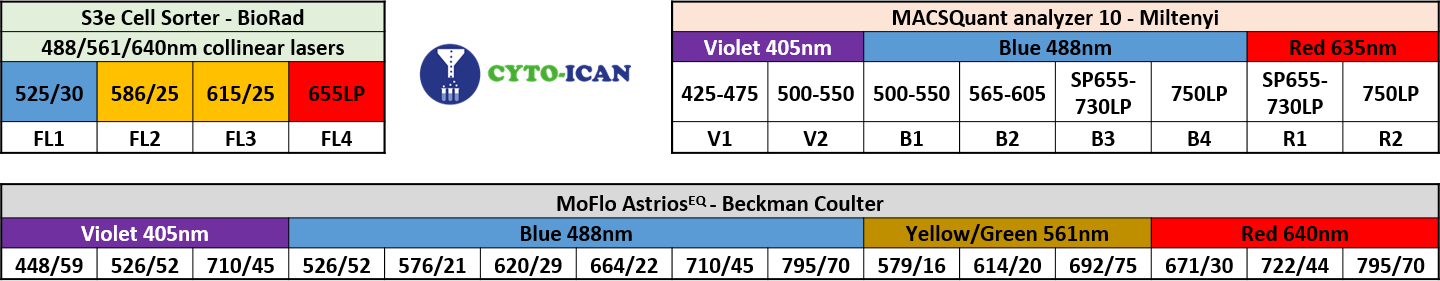 S3e Cell Sorter - BioRad
488/561/640nm collinear lasers
525/30 586/25 615/25 655LP
FL1 FL2 FL3 FL4
CYTO-ICAN
MACSQuant analyzer 10 - Miltenyi
Violet 405nm Blue 488nm Red 635nm
425-475 500-550 500-550 565-605 SP655-730LP 750LP SP655-730LP 750LP
V1 V2 B1 B2 B3 B4 R1 R2
MoFlo Astriosᴱᑫ - Beckman Coulter
Violet 405nm Blue 488nm Yellow/Green 561nm Red 640nm
448/59 526/52 710/45 526/52 576/21 620/29 664/22 710/45 795/70 579/16 614/20 692/75 671/30 722/44 795/70